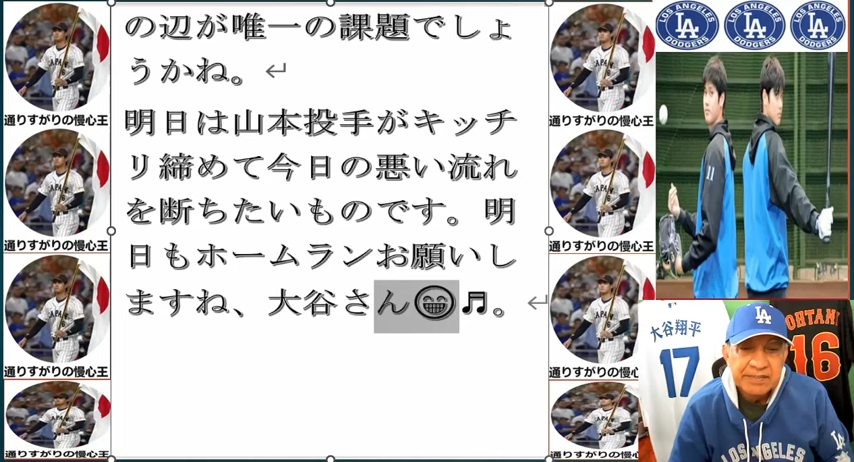 の辺が唯一の課題でしょ
うかね。
明日は山本投手がキッチ
リ締めて今日の悪い流れ
を断ちたいものです。明
日もホームランお願いし
ますね、大谷さん😁♬。
通りすがりの慢心王
通りすがりの慢心王
通りすがりの慢心王
通りすがりの慢心王
通りすがりの慢心王
通りすがりの慢心王
通りすがりの慢心王
通りすがりの慢心王
LOS ANGELES
LA
DODGERS
LOS ANGELES
LA
DODGERS
LOS ANGELES
LA
DODGERS
11
大谷翔平
17
OHTANI
16
LA
LA
LOS ANGELES